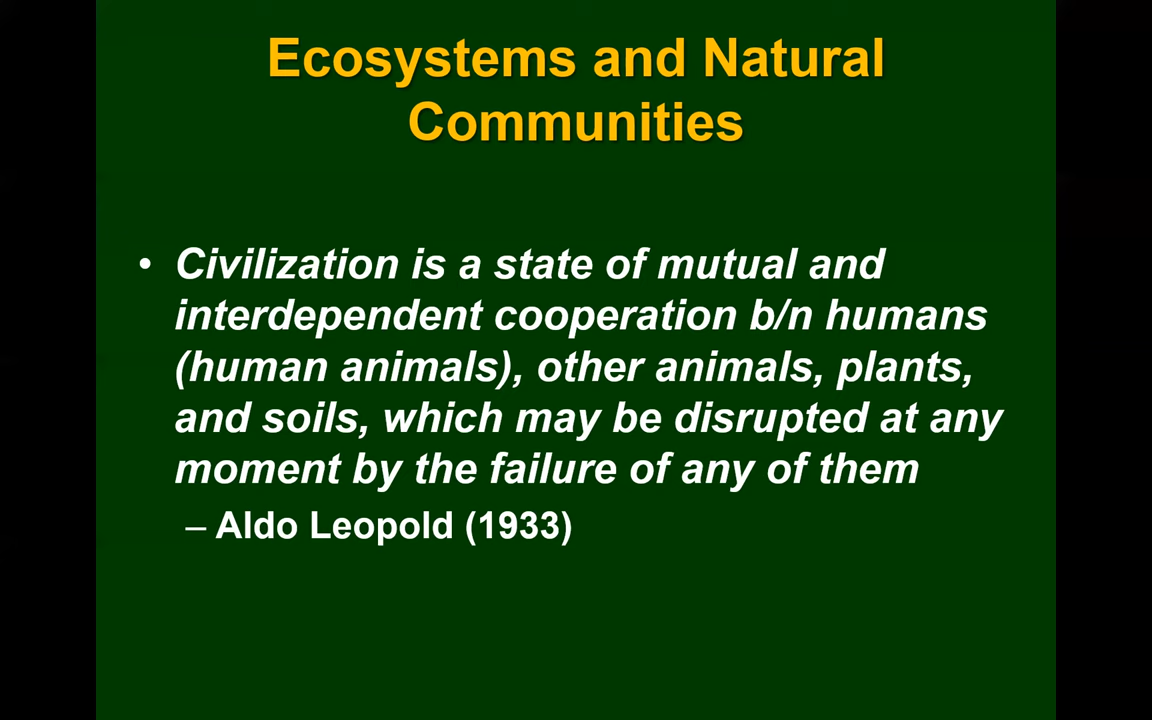 Ecosystems and Natural
Communities
• Civilization is a state of mutual and
interdependent cooperation b/n humans
(human animals), other animals, plants,
and soils, which may be disrupted at any
moment by the failure of any of them
– Aldo Leopold (1933)